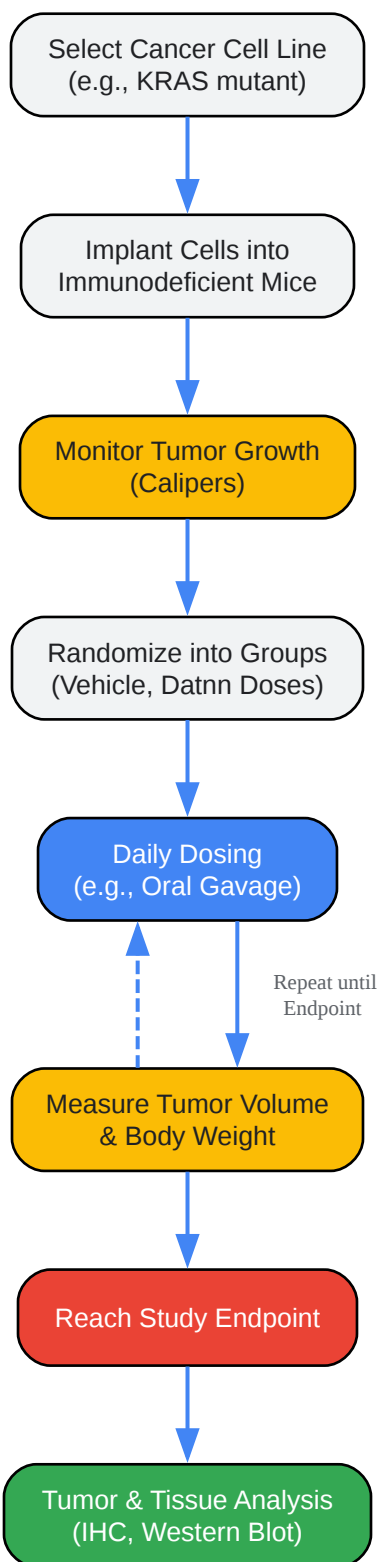 Select Cancer Cell Line
(e.g., KRAS mutant)
Implant Cells into
Immunodeficient Mice
Monitor Tumor Growth
(Calipers)
Randomize into Groups
(Vehicle, Datnn Doses)
Daily Dosing
(e.g., Oral Gavage)
Repeat until
Endpoint
Measure Tumor Volume
& Body Weight
Reach Study Endpoint
Tumor & Tissue Analysis
(IHC, Western Blot)